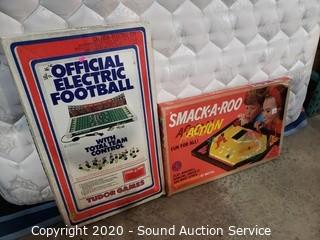 OFFICIAL
ELECTRIC
FOOTBALL
WITH
TOTAL TEAM
CONTROL
TUDOR GAMES
SMACK-A-ROO
Air ACTION
FUN FOR ALL!
Copyright 2020 - Sound Auction Service